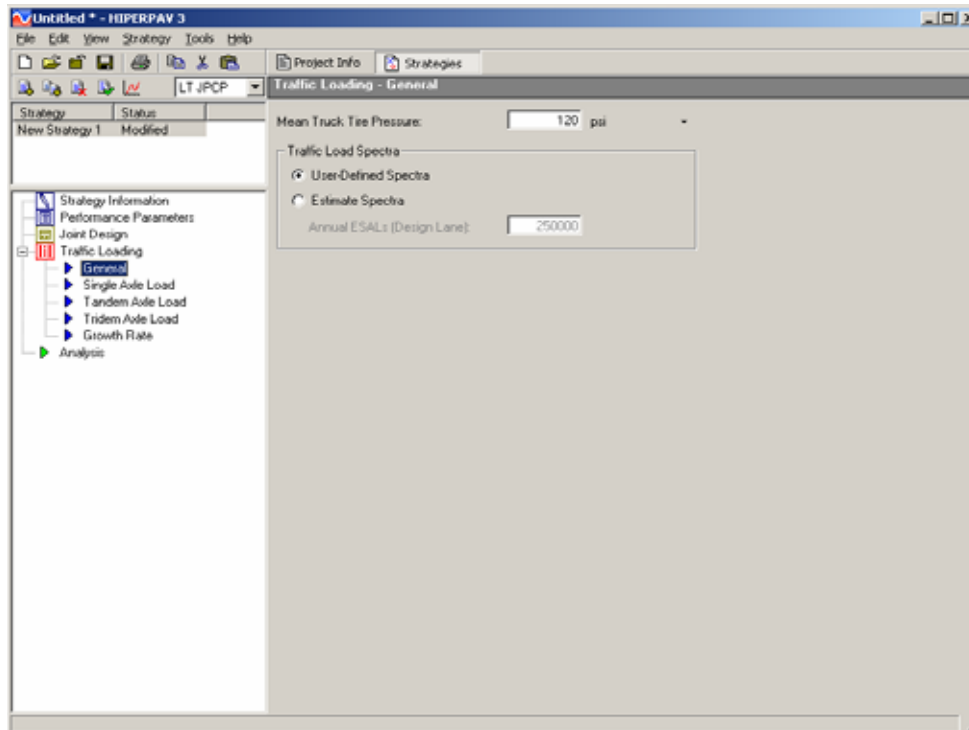 Untitled * - HIPERPAV 3
File Edit View Strategy Tools Help
Project Info Strategies
LT JPCP
Traffic Loading - General
Strategy Status
New Strategy 1 Modified
Mean Truck Tire Pressure: 120 psi
Traffic Load Spectra
User-Defined Spectra
Estimate Spectra
Annual ESALs (Design Lane): 250000
Strategy Information
Performance Parameters
Joint Design
Traffic Loading
General
Single Axle Load
Tandem Axle Load
Tridem Axle Load
Growth Rate
Analysis